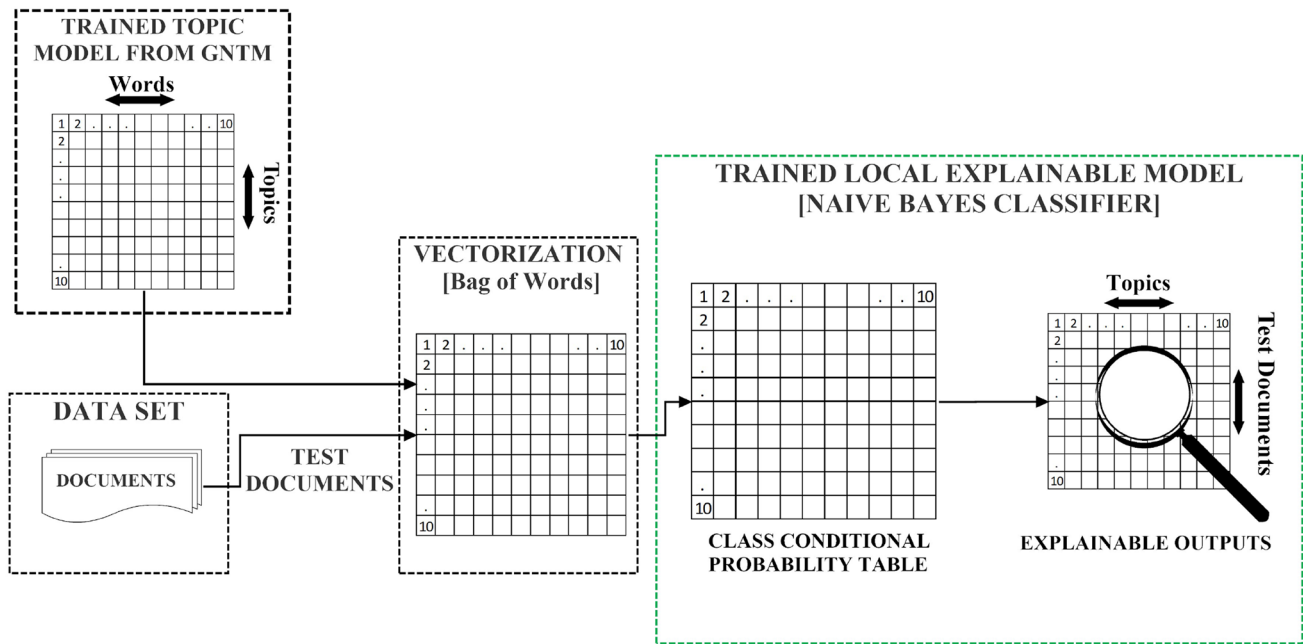 TRAINED TOPIC
MODEL FROM GNTM
Words
1 2 . . . . . 10
2
.
.
.
.
10
Topics
DATA SET
DOCUMENTS
TEST
DOCUMENTS
VECTORIZATION
[Bag of Words]
1 2 . . . . . 10
2
.
.
.
.
10
TRAINED LOCAL EXPLAINABLE MODEL
[NAIVE BAYES CLASSIFIER]
1 2 . . . . . 10
2
.
.
.
.
10
CLASS CONDITIONAL
PROBABILITY TABLE
Topics
1 2 . . . . . 10
2
.
.
.
.
10
Test Documents
EXPLAINABLE OUTPUTS